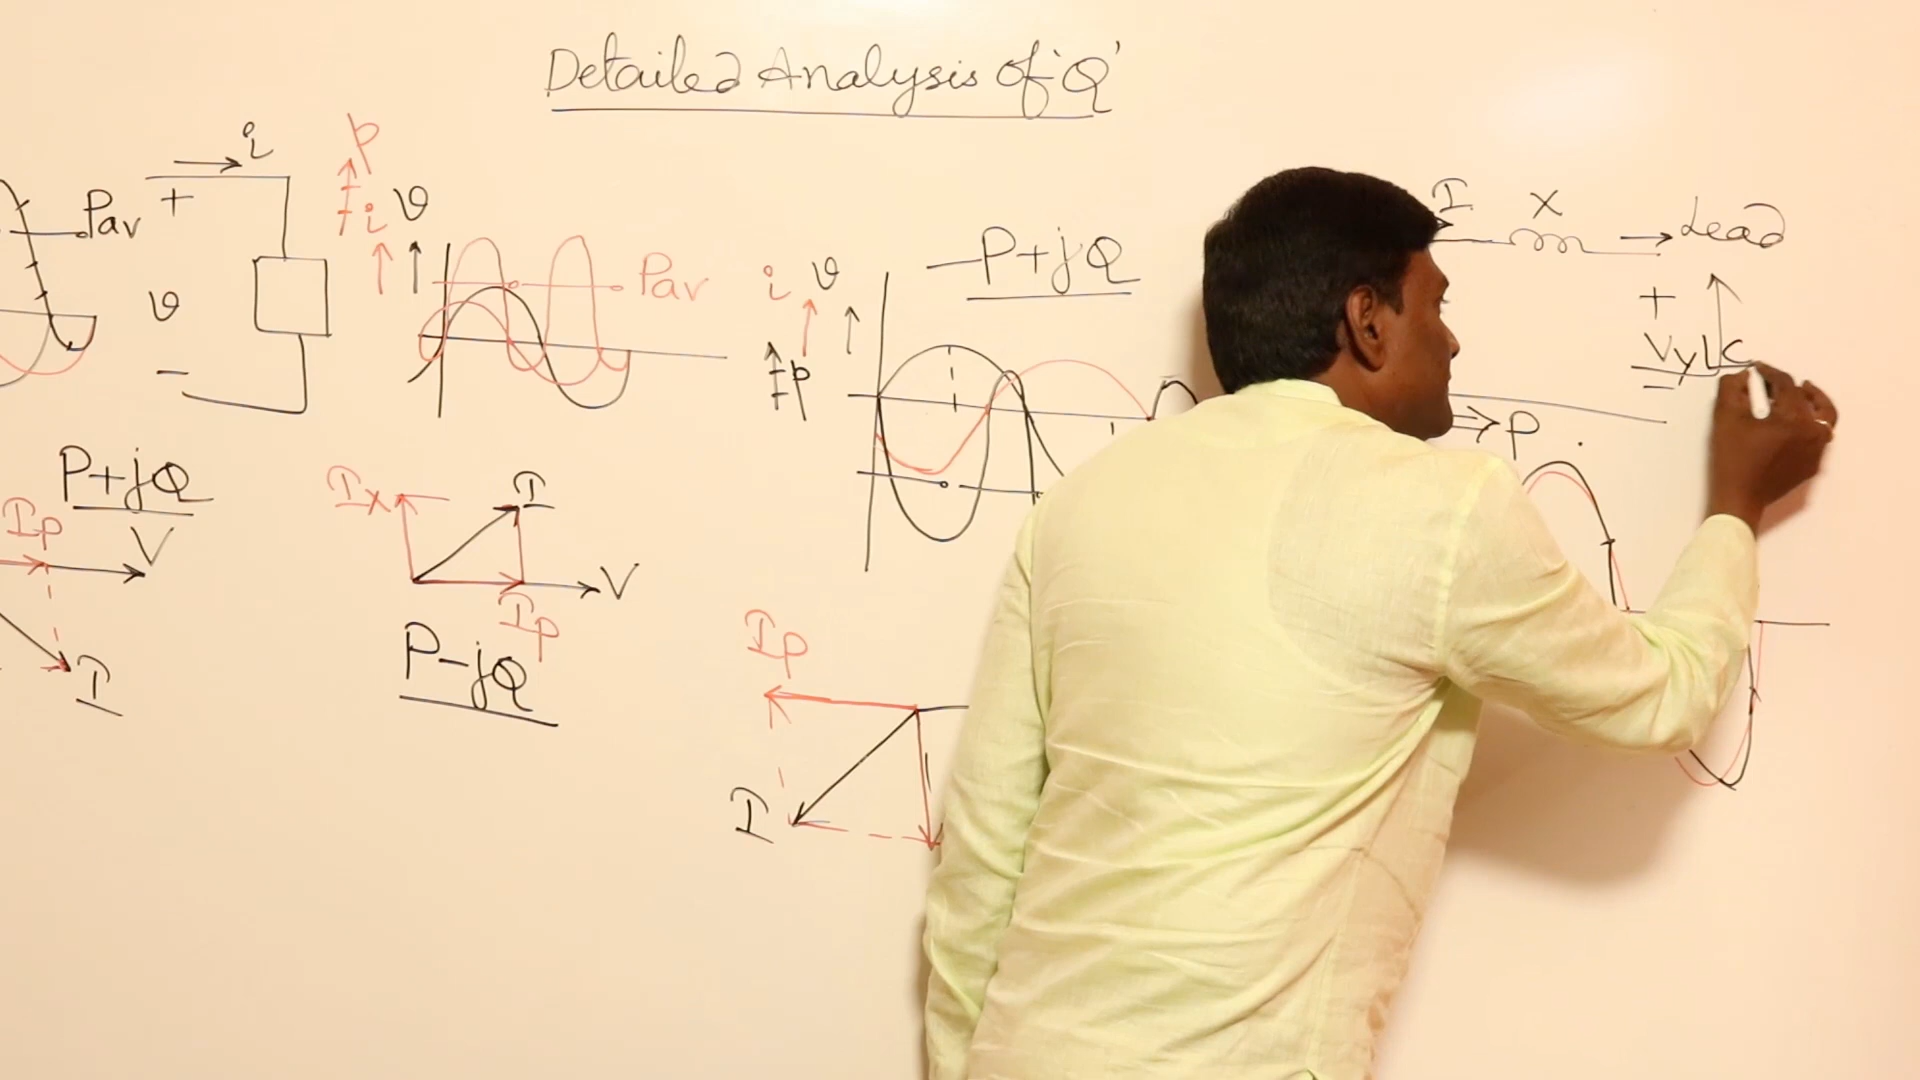 Detailed Analysis of 'Q'
Pav
+
i
v
-
P+jQ
Ip
V
I
p
i v
Pav
Ix
I
V
Ip
P-jQ
-P+jQ
i v
p
Ip
I
I X
Lead
+
V
-
P